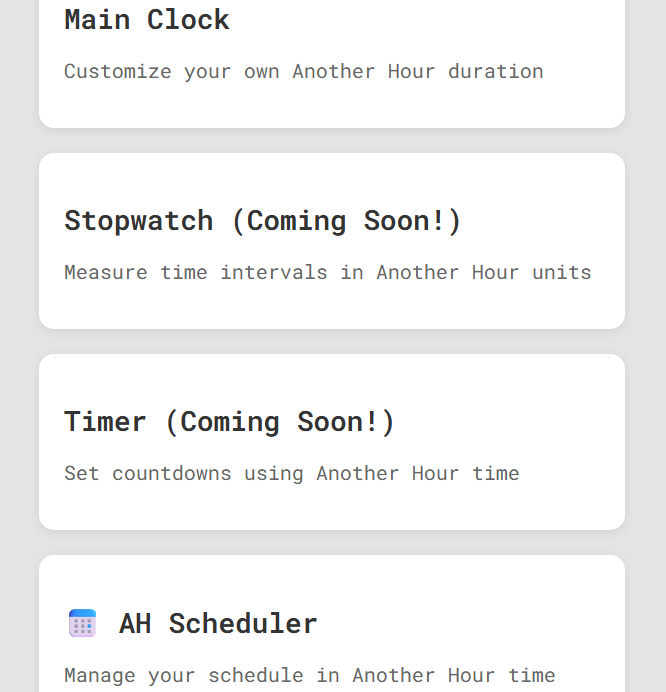 Main Clock
Customize your own Another Hour duration
Stopwatch (Coming Soon!)
Measure time intervals in Another Hour units
Timer (Coming Soon!)
Set countdowns using Another Hour time
AH Scheduler
Manage your schedule in Another Hour time